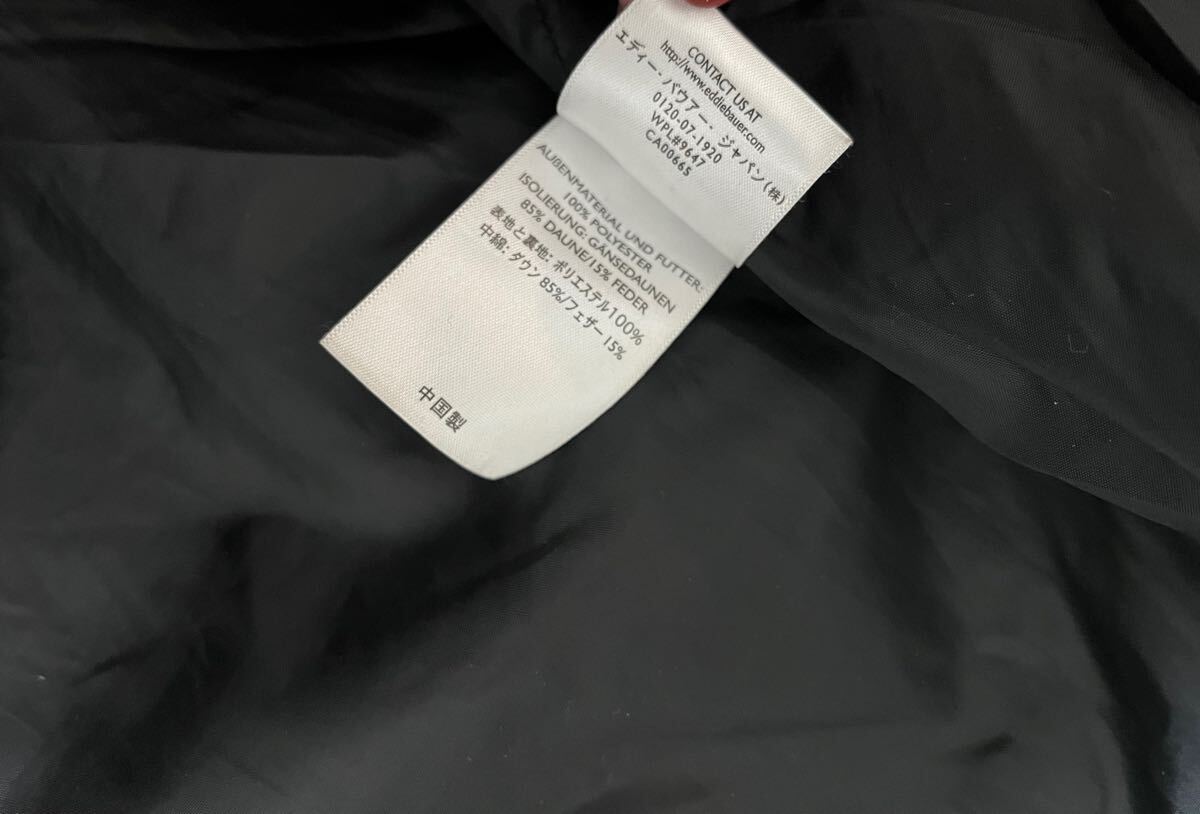 CONTACT US AT
http://www.eddiebauer.com
エディー・バウアー・ジャパン(株)
0120-07-1920
WPL#9647
CA00665
AUßENMATERIAL UND FUTTER:
100% POLYESTER
ISOLIERUNG: GÄNSEDAUNEN
85% DAUNE/15% FEDER
表地と裏地: ポリエステル100%
中綿: ダウン85%/フェザー15%
中国製